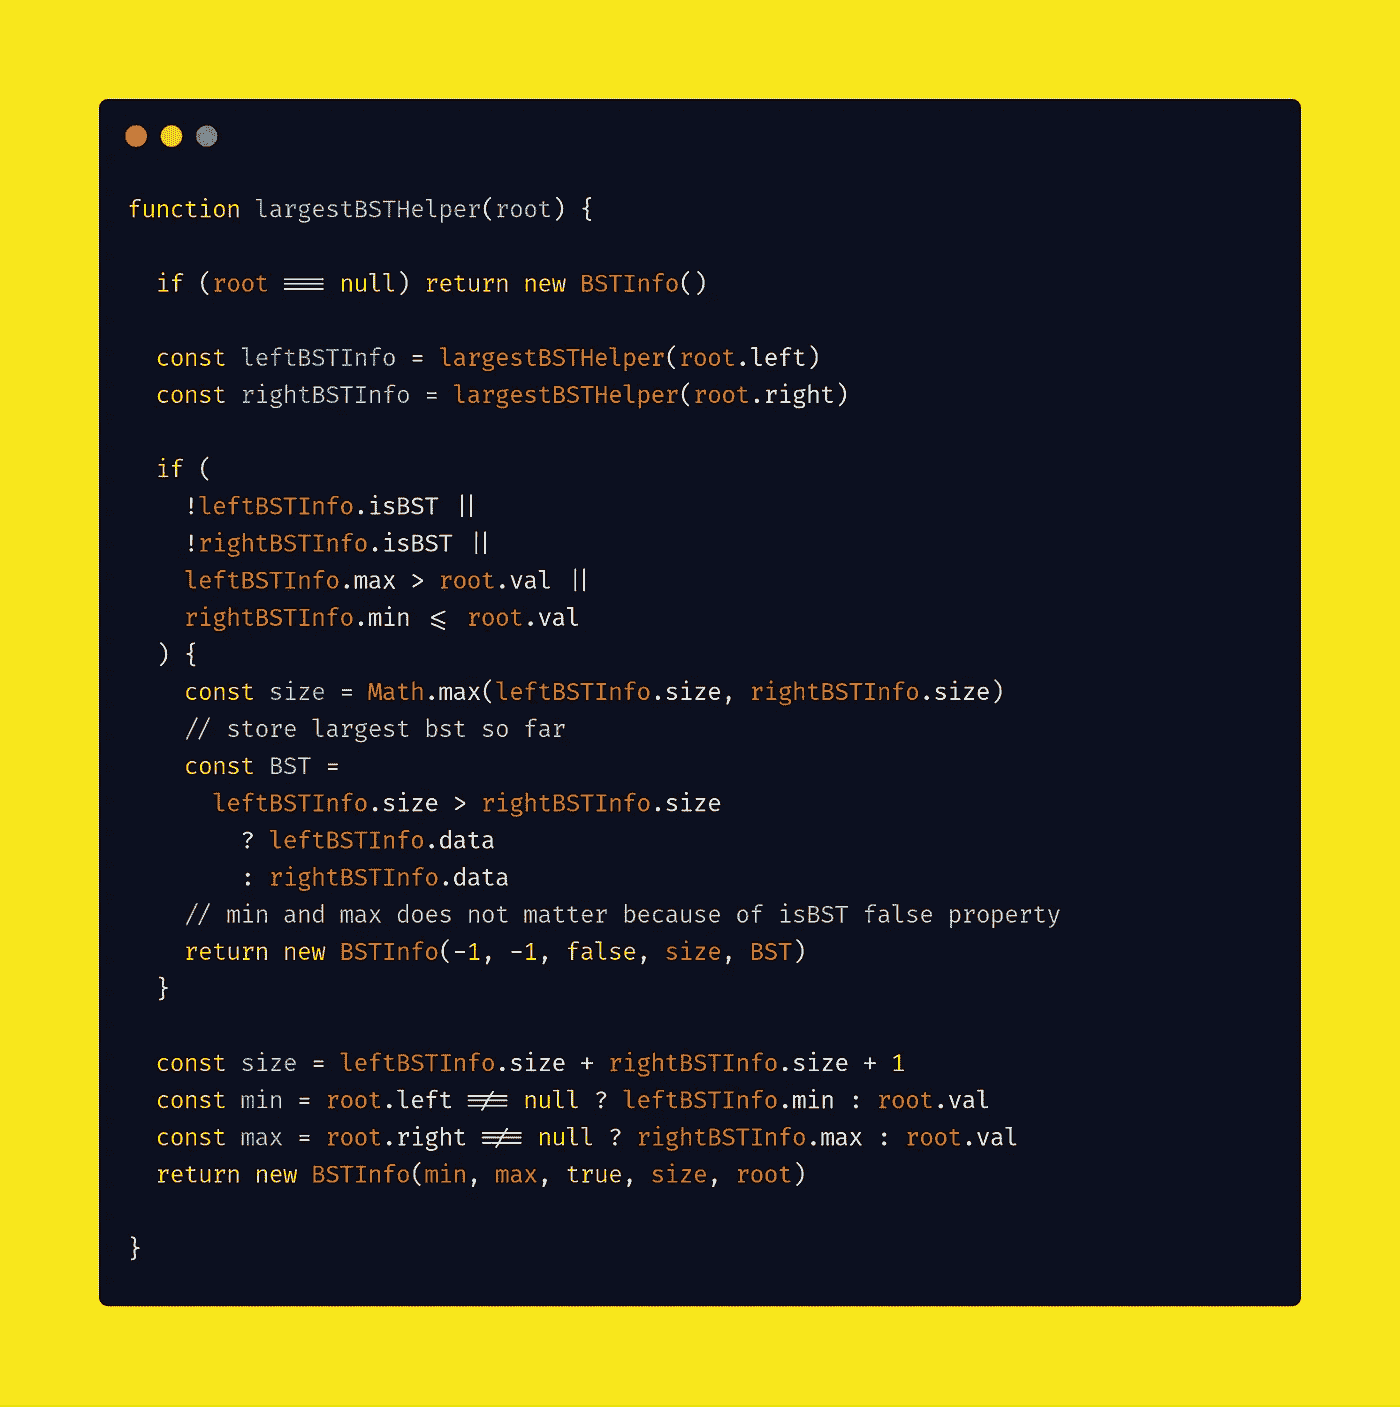 function largestBSTHelper(root) {
if (root === null) return new BSTInfo()
const leftBSTInfo = largestBSTHelper(root.left)
const rightBSTInfo = largestBSTHelper(root.right)
if (
!leftBSTInfo.isBST ||
!rightBSTInfo.isBST ||
leftBSTInfo.max > root.val ||
rightBSTInfo.min <= root.val
) {
const size = Math.max(leftBSTInfo.size, rightBSTInfo.size)
// store largest bst so far
const BST =
leftBSTInfo.size > rightBSTInfo.size
? leftBSTInfo.data
: rightBSTInfo.data
// min and max does not matter because of isBST false property
return new BSTInfo(-1, -1, false, size, BST)
}
const size = leftBSTInfo.size + rightBSTInfo.size + 1
const min = root.left !== null ? leftBSTInfo.min : root.val
const max = root.right !== null ? rightBSTInfo.max : root.val
return new BSTInfo(min, max, true, size, root)
}